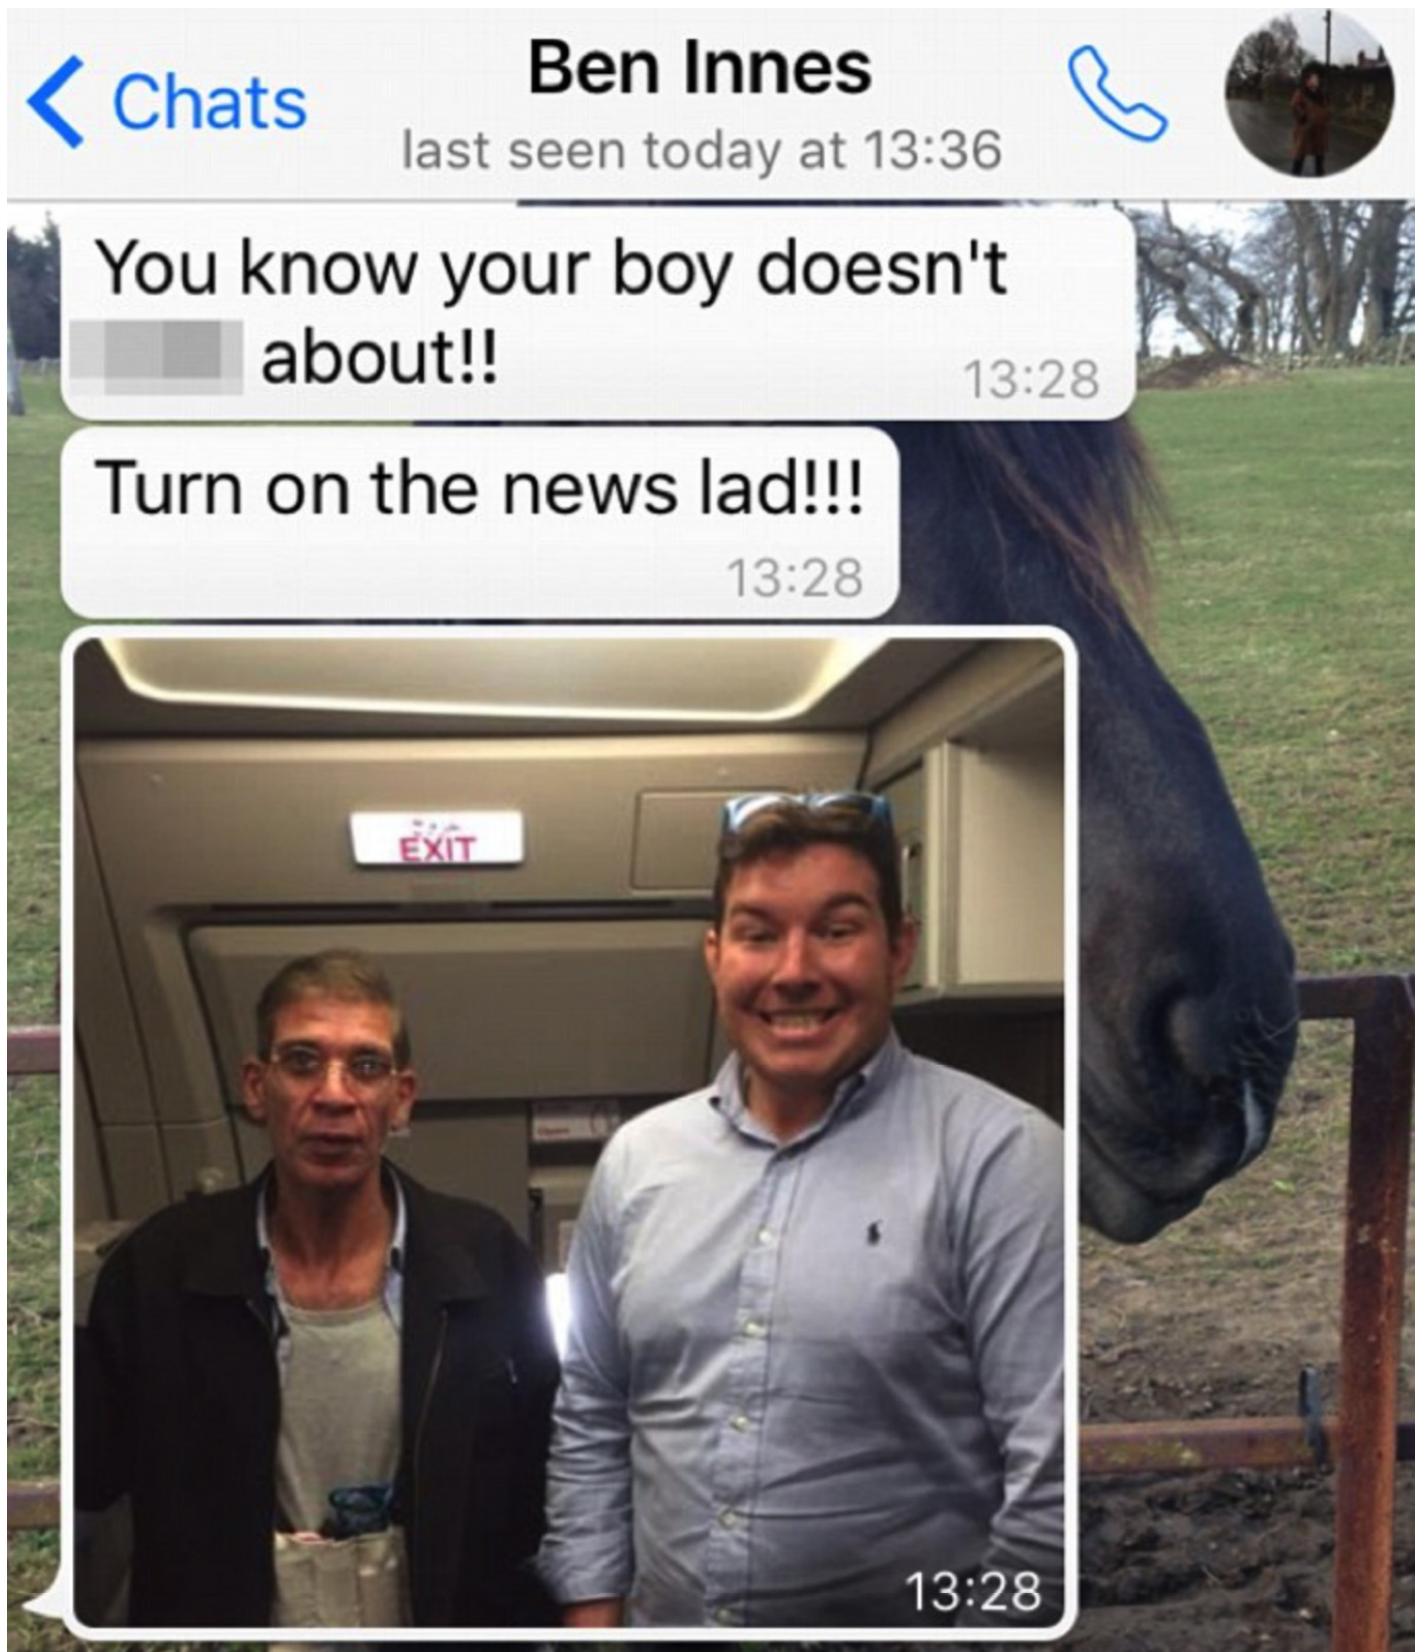 Chats
Ben Innes
last seen today at 13:36
You know your boy doesn't
about!!
13:28
Turn on the news lad!!!
13:28
EXIT
13:28